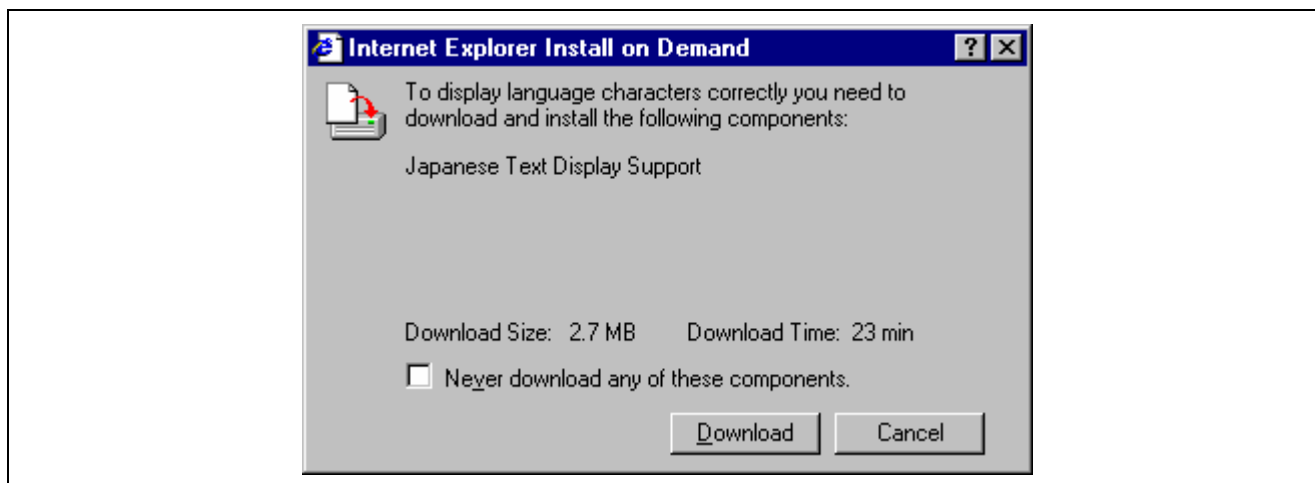 Internet Explorer Install on Demand
To display language characters correctly you need to
download and install the following components:
Japanese Text Display Support
Download Size: 2.7 MB Download Time: 23 min
Never download any of these components.
Download Cancel